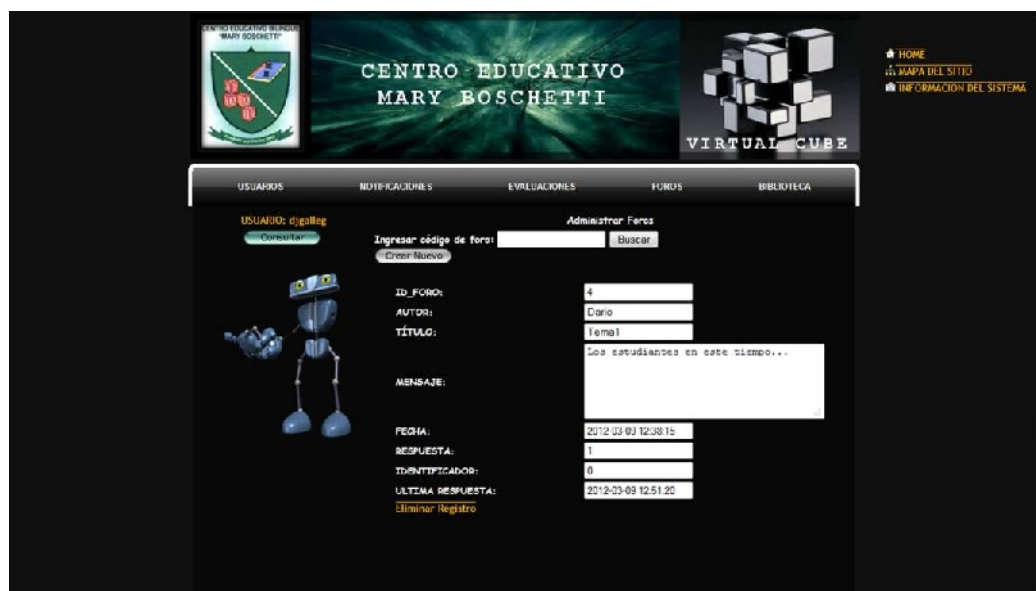 "MARY BOSCHETTI"
CENTRO EDUCATIVO
MARY BOSCHETTI
VIRTUAL CUBE
HOME
MAPA DEL SITIO
INFORMACION DEL SISTEMA
USUARIOS NOTIFICACIONES EVALUACIONES FOROS BIBLIOTECA
USUARIO: djgalleg
Consultar
Administrar Foros
Ingresar código de foro: Buscar
Crear Nuevo
ID_FORO: 4
AUTOR: Dario
TÍTULO: Tema1
MENSAJE: Los estudiantes en este tiempo...
FECHA: 2012-03-09 12:38:15
RESPUESTA: 1
IDENTIFICADOR: 0
ULTIMA RESPUESTA: 2012-03-09 12:51:20
Eliminar Registro